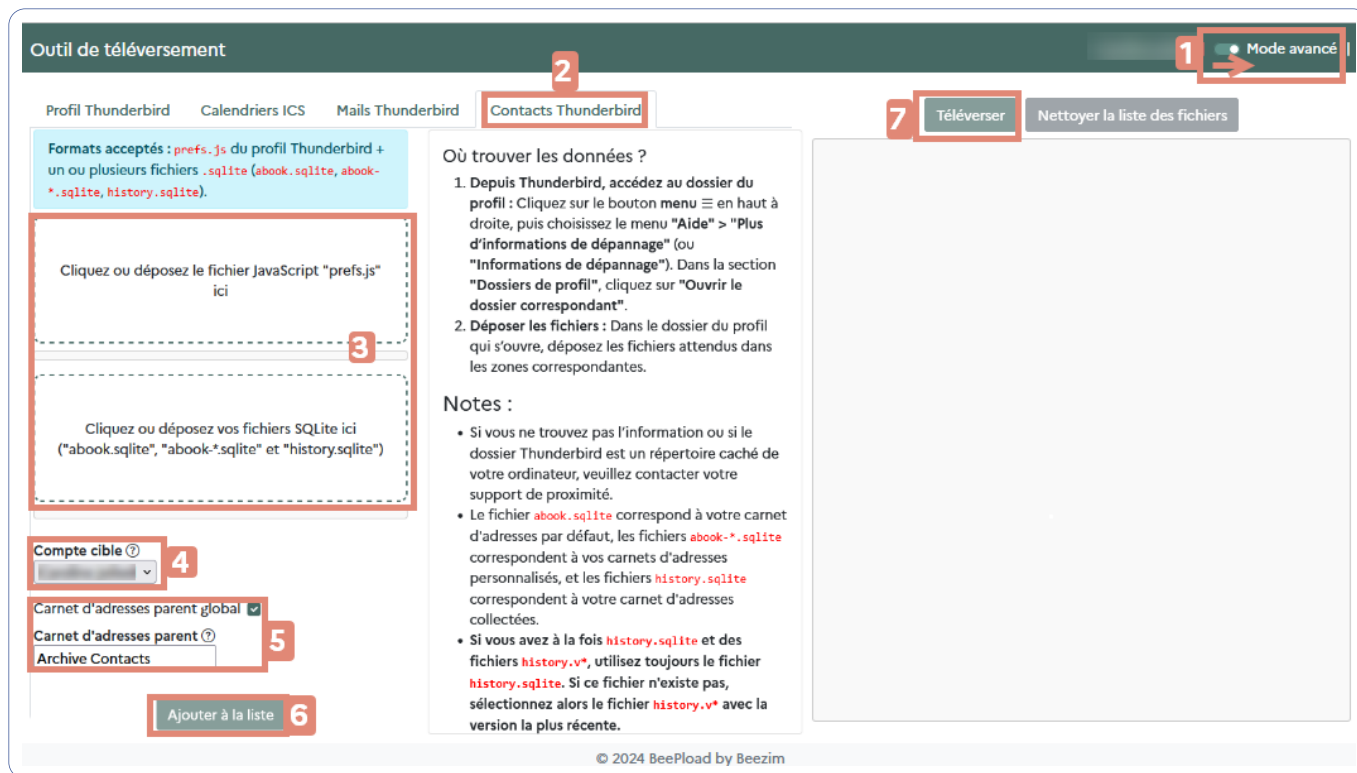 Outil de téléversement
1
Mode avancé |
2
Profil Thunderbird
Calendriers ICS
Mails Thunderbird
Contacts Thunderbird
7
Téléverser
Nettoyer la liste des fichiers
Formats acceptés : prefs.js du profil Thunderbird +
un ou plusieurs fichiers .sqlite (abook.sqlite, abook-
*.sqlite, history.sqlite).
Cliquez ou déposez le fichier JavaScript "prefs.js"
ici
3
Cliquez ou déposez vos fichiers SQLite ici
("abook.sqlite", "abook-*.sqlite" et "history.sqlite")
Compte cible ?
4
Carnet d'adresses parent global
Carnet d'adresses parent ?
5
Archive Contacts
Ajouter à la liste
6
Où trouver les données ?
1. Depuis Thunderbird, accédez au dossier du
profil : Cliquez sur le bouton menu ☰ en haut à
droite, puis choisissez le menu "Aide" > "Plus
d'informations de dépannage" (ou
"Informations de dépannage"). Dans la section
"Dossiers de profil", cliquez sur "Ouvrir le
dossier correspondant".
2. Déposer les fichiers : Dans le dossier du profil
qui s'ouvre, déposez les fichiers attendus dans
les zones correspondantes.
Notes :
• Si vous ne trouvez pas l'information ou si le
dossier Thunderbird est un répertoire caché de
votre ordinateur, veuillez contacter votre
support de proximité.
• Le fichier abook.sqlite correspond à votre carnet
d'adresses par défaut, les fichiers abook-*.sqlite
correspondent à vos carnets d'adresses
personnalisés, et les fichiers history.sqlite
correspondent à votre carnet d'adresses
collectées.
• Si vous avez à la fois history.sqlite et des
fichiers history.v*, utilisez toujours le fichier
history.sqlite. Si ce fichier n'existe pas,
sélectionnez alors le fichier history.v* avec la
version la plus récente.
© 2024 BeePload by Beezim